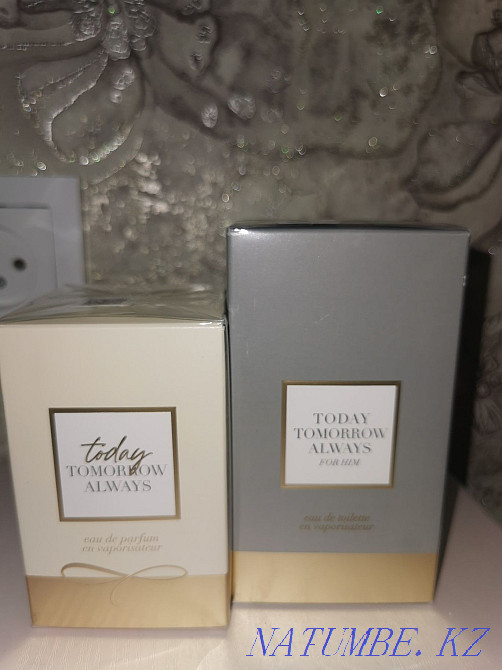 today
TOMORROW
ALWAYS
eau de parfum
en vaporisateur
TODAY
TOMORROW
ALWAYS
FOR HIM
eau de toilette
en vaporisateur
NATUMBE. KZ